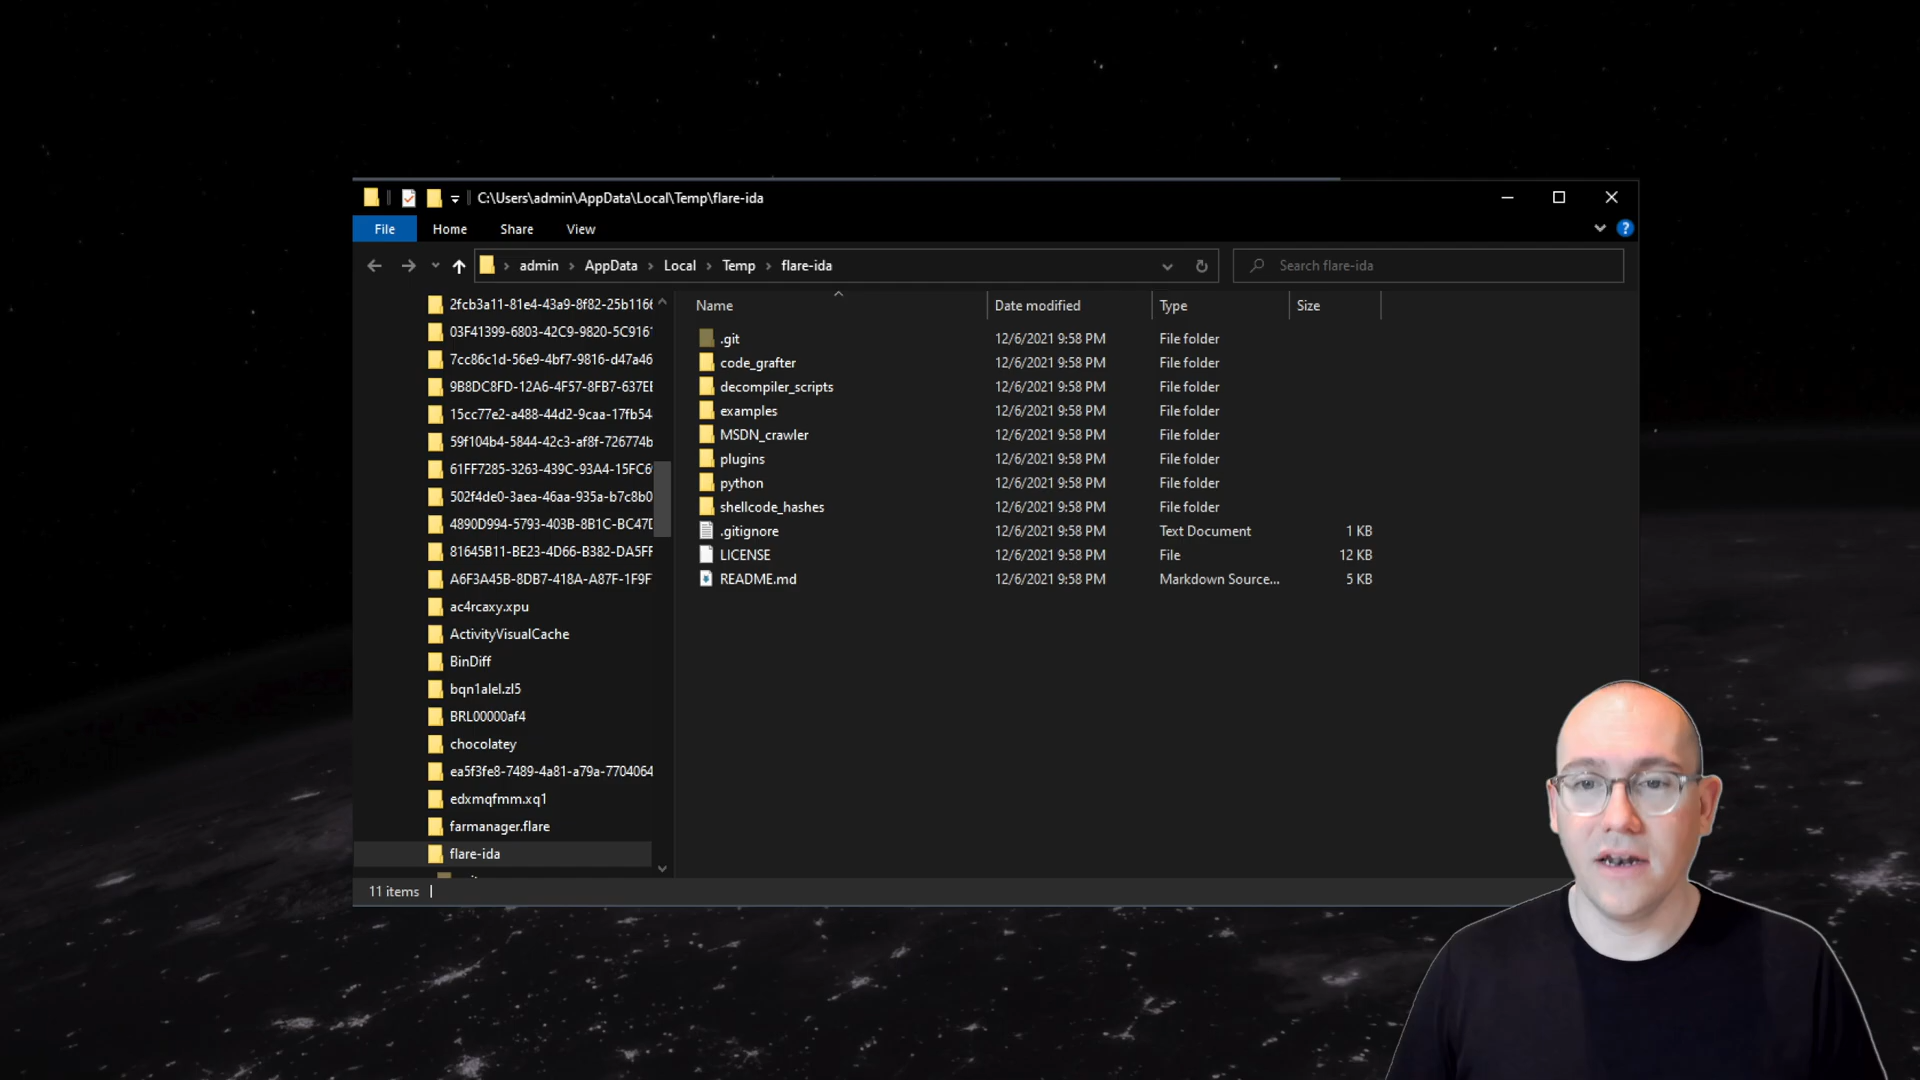 C:\Users\admin\AppData\Local\Temp\flare-ida
File Home Share View
admin AppData Local Temp flare-ida Search flare-ida
Name Date modified Type Size
2fcb3a11-81e4-43a9-8f82-25b116
03F41399-6803-42C9-9820-5C916
7cc86c1d-56e9-4bf7-9816-d47a46
9B8DC8FD-12A6-4F57-8FB7-637E
15cc77e2-a488-44d2-9caa-17fb54
59f104b4-5844-42c3-af8f-726774b
61FF7285-3263-439C-93A4-15FC6
502f4de0-3aea-46aa-935a-b7c8b0
4890D994-5793-403B-8B1C-BC47D
81645B11-BE23-4D66-B382-DA5FF
A6F3A45B-8DB7-418A-A87F-1F9F
ac4rcaxy.xpu
ActivityVisualCache
BinDiff
bqn1alel.zl5
BRL00000af4
chocolatey
ea5f3fe8-7489-4a81-a79a-7704064
edxmqfmm.xq1
farmanager.flare
flare-ida
.git 12/6/2021 9:58 PM File folder
code_grafter 12/6/2021 9:58 PM File folder
decompiler_scripts 12/6/2021 9:58 PM File folder
examples 12/6/2021 9:58 PM File folder
MSDN_crawler 12/6/2021 9:58 PM File folder
plugins 12/6/2021 9:58 PM File folder
python 12/6/2021 9:58 PM File folder
shellcode_hashes 12/6/2021 9:58 PM File folder
.gitignore 12/6/2021 9:58 PM Text Document 1 KB
LICENSE 12/6/2021 9:58 PM File 12 KB
README.md 12/6/2021 9:58 PM Markdown Source... 5 KB
11 items